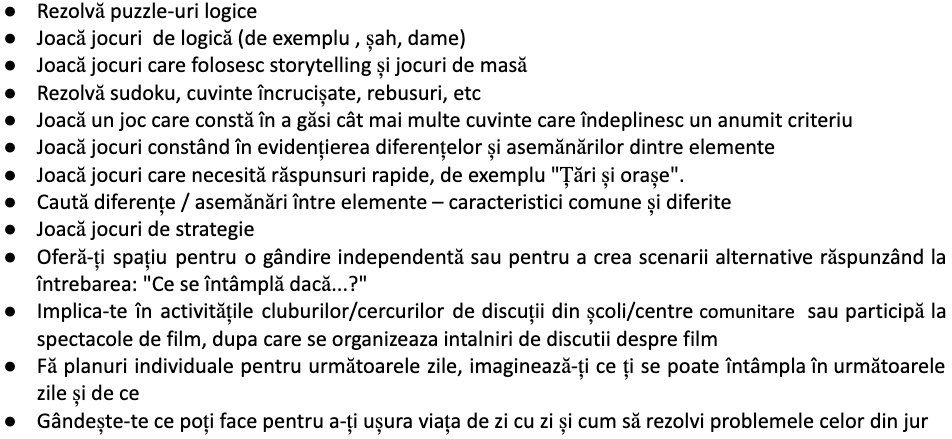 ● Rezolvă puzzle-uri logice
● Joacă jocuri  de logică (de exemplu , șah, dame)
● Joacă jocuri care folosesc storytelling și jocuri de masă
● Rezolvă sudoku, cuvinte încrucișate, rebusuri, etc
● Joacă un joc care constă în a găsi cât mai multe cuvinte care îndeplinesc un anumit criteriu
● Joacă jocuri constând în evidențierea diferențelor și asemănărilor dintre elemente
● Joacă jocuri care necesită răspunsuri rapide, de exemplu "Țări și orașe".
● Caută diferențe / asemănări între elemente – caracteristici comune și diferite
● Joacă jocuri de strategie
● Oferă-ți spațiu pentru o gândire independentă sau pentru a crea scenarii alternative răspunzând la
întrebarea: "Ce se întâmplă dacă...?"
● Implica-te în activitățile cluburilor/cercurilor de discuții din școli/centre comunitare  sau participă la
spectacole de film, dupa care se organizeaza intalniri de discutii despre film
● Fă planuri individuale pentru următoarele zile, imaginează-ți ce ți se poate întâmpla în următoarele
zile și de ce
● Gândește-te ce poți face pentru a-ți ușura viața de zi cu zi și cum să rezolvi problemele celor din jur